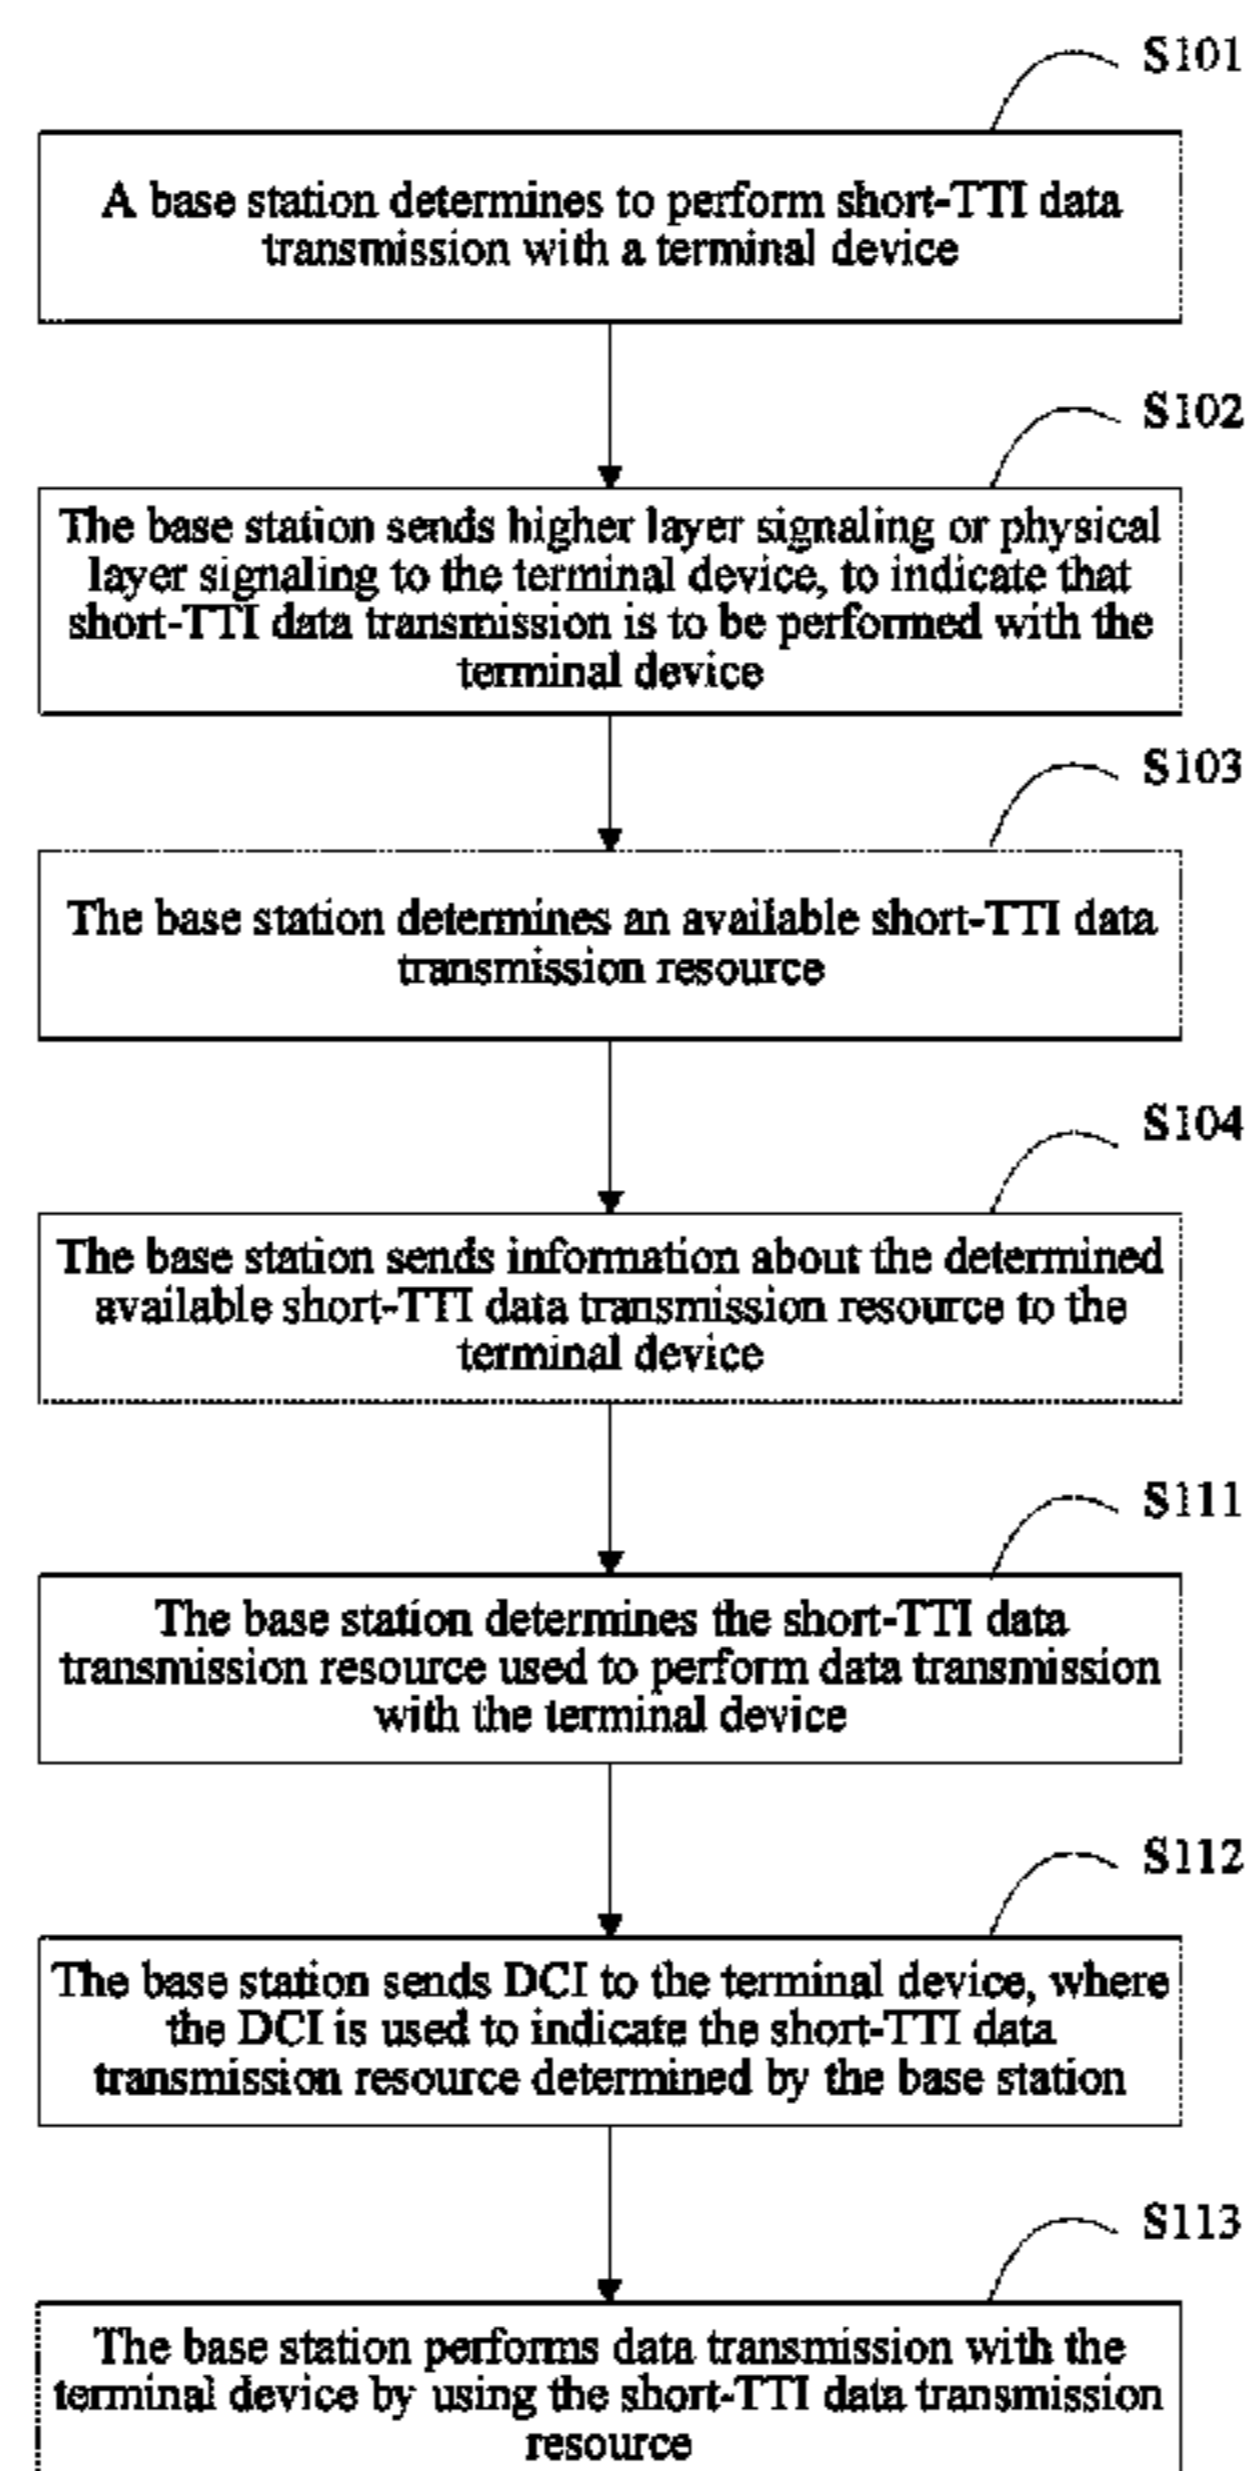 S101
A base station determines to perform short-TTI data
transmission with a terminal device
S102
The base station sends higher layer signaling or physical
layer signaling to the terminal device, to indicate that
short-TTI data transmission is to be performed with the
terminal device
S103
The base station determines an available short-TTI data
transmission resource
S104
The base station sends information about the determined
available short-TTI data transmission resource to the
terminal device
S111
The base station determines the short-TTI data
transmission resource used to perform data transmission
with the terminal device
S112
The base station sends DCI to the terminal device, where
the DCI is used to indicate the short-TTI data
transmission resource determined by the base station
S113
The base station performs data transmission with the
terminal device by using the short-TTI data transmission
resource